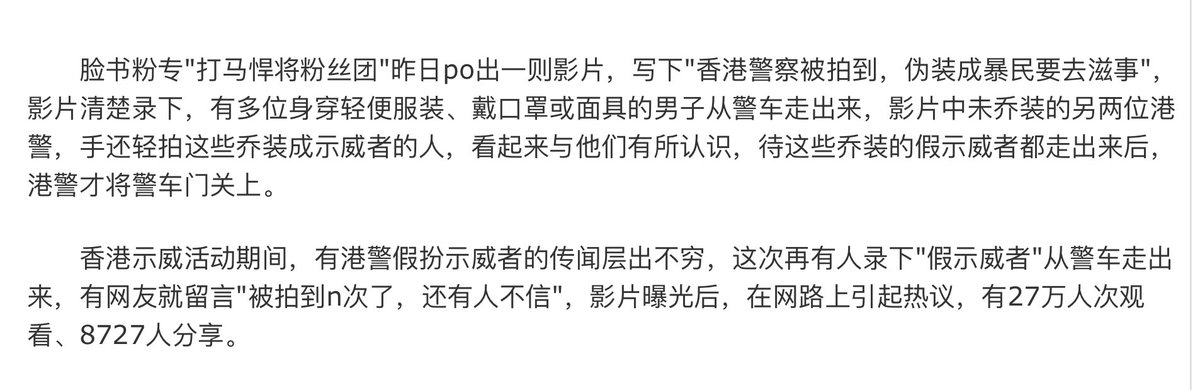 脸书粉专"打马悍将粉丝团"昨日po出一则影片，写下"香港警察被拍到，伪装成暴民要去滋事"，
影片清楚录下，有多位身穿轻便服装、戴口罩或面具的男子从警车走出来，影片中未乔装的另两位港
警，手还轻拍这些乔装成示威者的人，看起来与他们有所认识，待这些乔装的假示威者都走出来后，
港警才将警车门关上。
香港示威活动期间，有港警假扮示威者的传闻层出不穷，这次再有人录下"假示威者"从警车走出
来，有网友就留言"被拍到n次了，还有人不信"，影片曝光后，在网路上引起热议，有27万人次观
看、8727人分享。